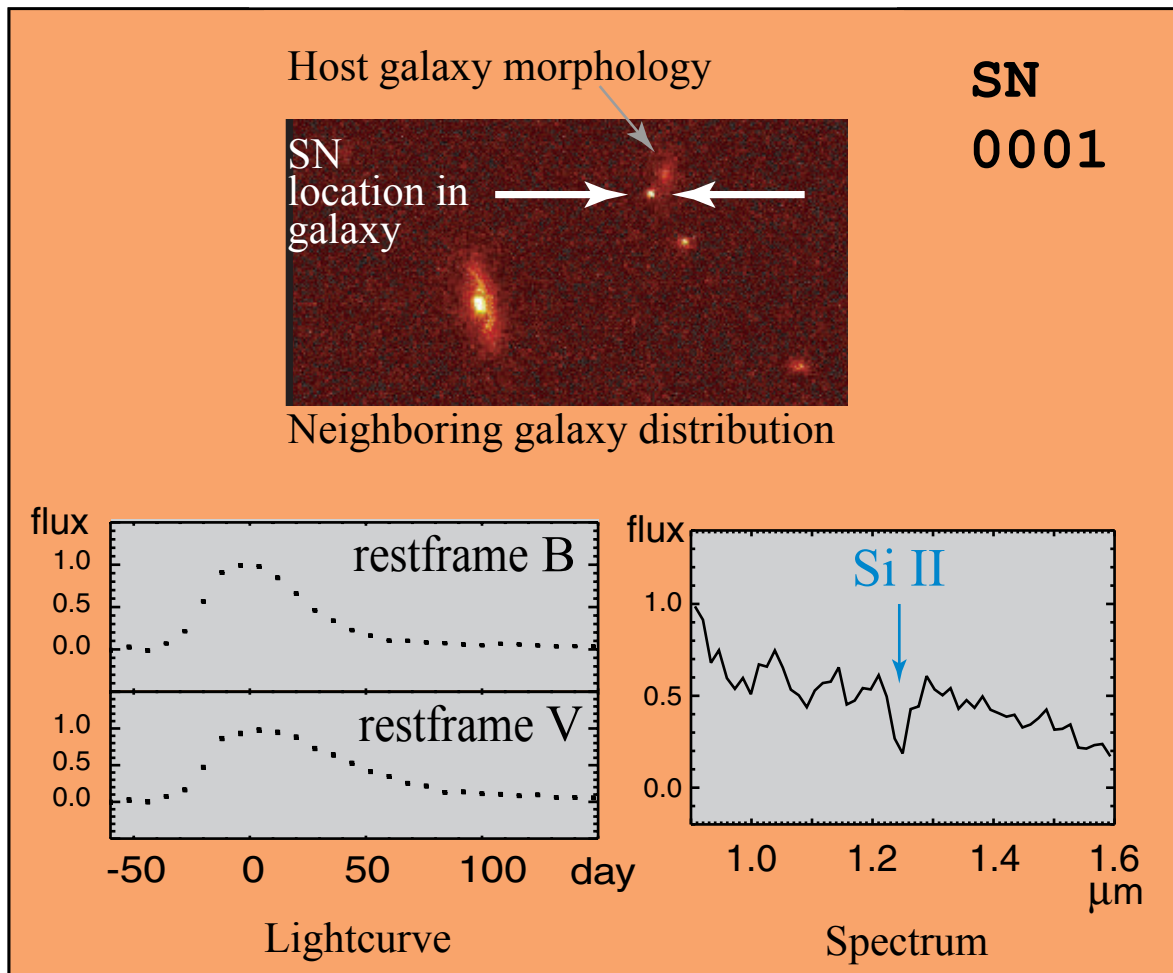 Host galaxy morphology
SN
0001
SN
location in
galaxy
Neighboring galaxy distribution
flux
restframe B
1.0
0.5
0.0
restframe V
1.0
0.5
0.0
-50 0 50 100 day
Lightcurve
flux
Si II
1.0
0.5
0.0
1.0 1.2 1.4 1.6
μm
Spectrum